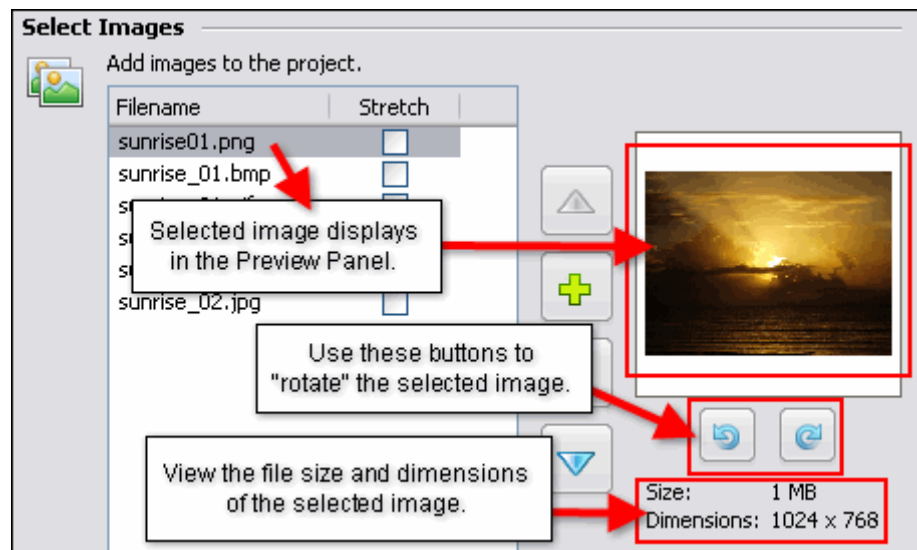 Select Images
Add images to the project.
Filename Stretch
sunrise01.png
sunrise_01.bmp
Selected image displays
in the Preview Panel.
sunrise_02.jpg
Use these buttons to
"rotate" the selected image.
View the file size and dimensions
of the selected image.
Size: 1 MB
Dimensions: 1024 x 768